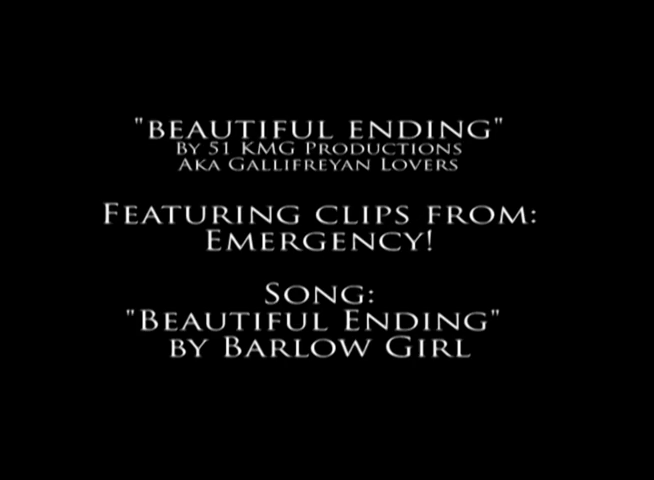 "BEAUTIFUL ENDING"
BY 51 KMG PRODUCTIONS
AKA GALLIFREYAN LOVERS
FEATURING CLIPS FROM:
EMERGENCY!
SONG:
"BEAUTIFUL ENDING"
BY BARLOW GIRL